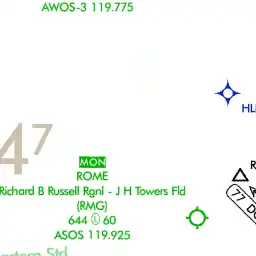 AWOS-3 119.775
HL
47
MON
ROME
Richard B Russell Rgnl - J H Towers Fld
(RMG)
644 L 60
ASOS 119.925
R
77
Std